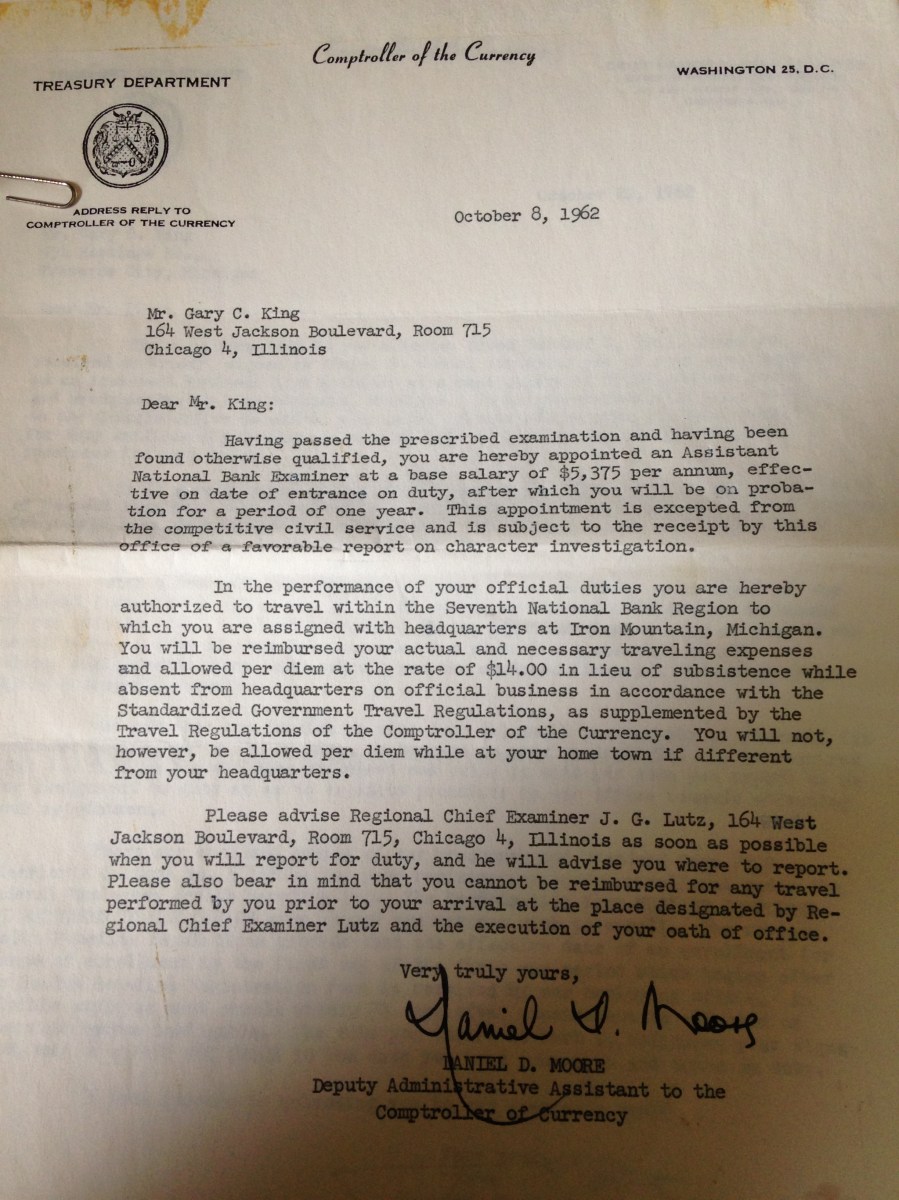 Comptroller of the Currency
TREASURY DEPARTMENT
WASHINGTON 25, D.C.
ADDRESS REPLY TO
COMPTROLLER OF THE CURRENCY
October 8, 1962
Mr. Gary C. King
164 West Jackson Boulevard, Room 715
Chicago 4, Illinois
Dear Mr. King:
Having passed the prescribed examination and having been
found otherwise qualified, you are hereby appointed an Assistant
National Bank Examiner at a base salary of $5,375 per annum, effec-
tive on date of entrance on duty, after which you will be on proba-
tion for a period of one year. This appointment is excepted from
the competitive civil service and is subject to the receipt by this
office of a favorable report on character investigation.
In the performance of your official duties you are hereby
authorized to travel within the Seventh National Bank Region to
which you are assigned with headquarters at Iron Mountain, Michigan.
You will be reimbursed your actual and necessary traveling expenses
and allowed per diem at the rate of $14.00 in lieu of subsistence while
absent from headquarters on official business in accordance with the
Standardized Government Travel Regulations, as supplemented by the
Travel Regulations of the Comptroller of the Currency. You will not,
however, be allowed per diem while at your home town if different
from your headquarters.
Please advise Regional Chief Examiner J. G. Lutz, 164 West
Jackson Boulevard, Room 715, Chicago 4, Illinois as soon as possible
when you will report for duty, and he will advise you where to report.
Please also bear in mind that you cannot be reimbursed for any travel
performed by you prior to your arrival at the place designated by Re-
gional Chief Examiner Lutz and the execution of your oath of office.
Very truly yours,
Daniel D. Moore
DANIEL D. MOORE
Deputy Administrative Assistant to the
Comptroller of Currency